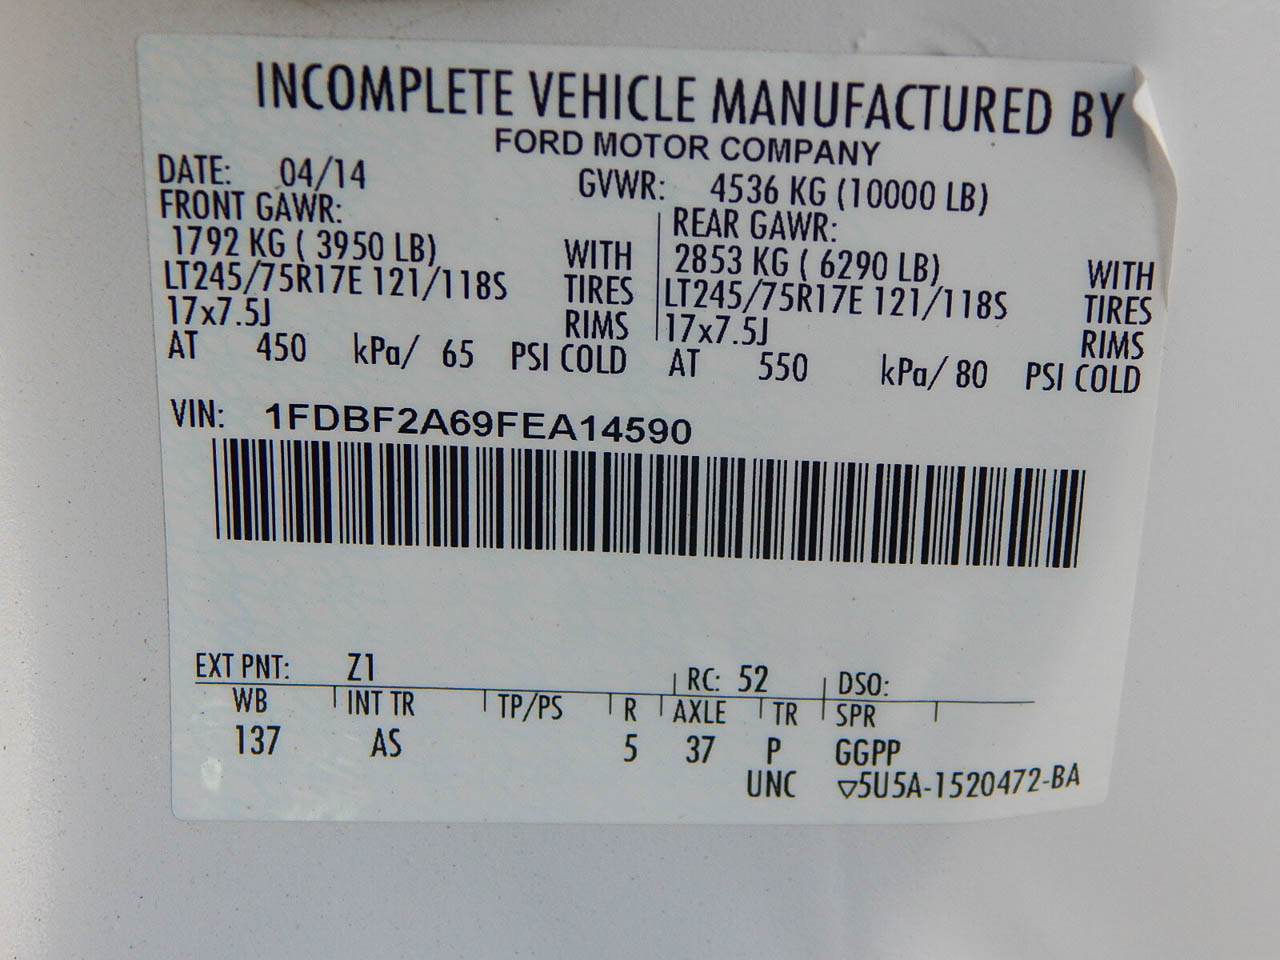 INCOMPLETE VEHICLE MANUFACTURED BY
FORD MOTOR COMPANY
DATE: 04/14 GVWR: 4536 KG (10000 LB)
FRONT GAWR: REAR GAWR:
1792 KG ( 3950 LB) WITH 2853 KG ( 6290 LB) WITH
LT245/75R17E 121/118S TIRES LT245/75R17E 121/118S TIRES
17x7.5J RIMS 17x7.5J RIMS
AT 450 kPa/ 65 PSI COLD AT 550 kPa/ 80 PSI COLD
VIN: 1FDBF2A69FEA14590
EXT PNT: Z1 RC: 52 DSO:
WB INT TR TP/PS R AXLE TR SPR
137 AS 5 37 P GGPP
UNC ▽5U5A-1520472-BA